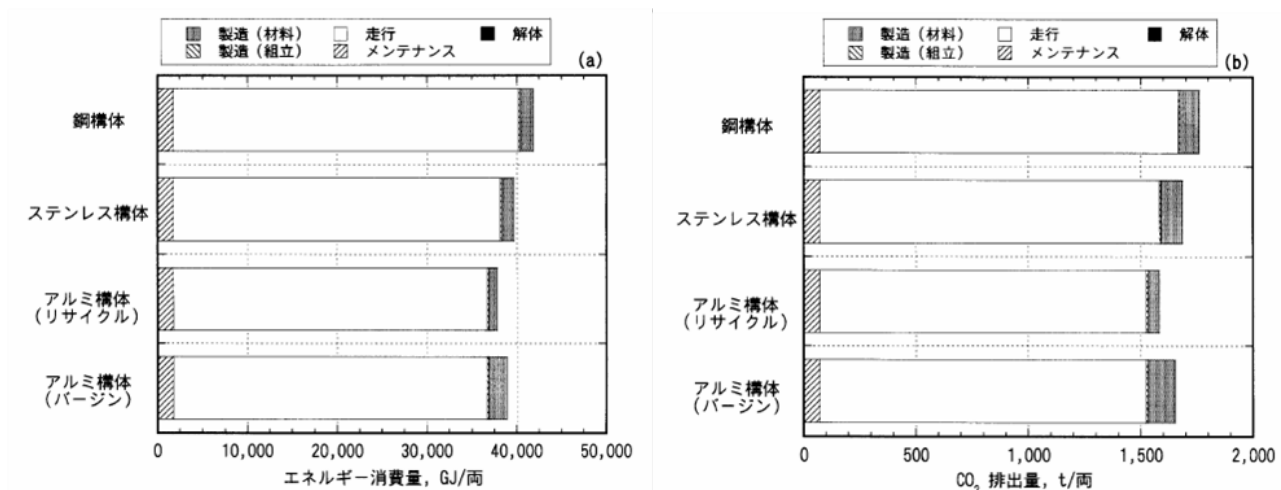 製造（材料） 走行 解体
製造（組立） メンテナンス
(a)
鋼構体
ステンレス構体
アルミ構体
（リサイクル）
アルミ構体
（バージン）
0 10,000 20,000 30,000 40,000 50,000
エネルギー消費量, GJ/両
製造（材料） 走行 解体
製造（組立） メンテナンス
(b)
鋼構体
ステンレス構体
アルミ構体
（リサイクル）
アルミ構体
（バージン）
0 500 1,000 1,500 2,000
CO₂ 排出量, t/両